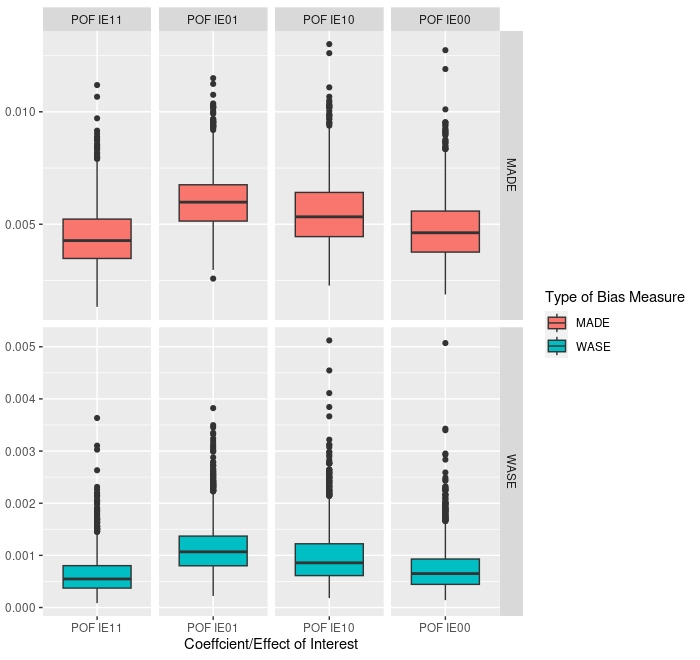 POF IE11
POF IE01
POF IE10
POF IE00
0.010
0.005
MADE
0.005
0.004
0.003
0.002
0.001
0.000
WASE
POF IE11
POF IE01
POF IE10
POF IE00
Coeffcient/Effect of Interest
Type of Bias Measure
MADE
WASE